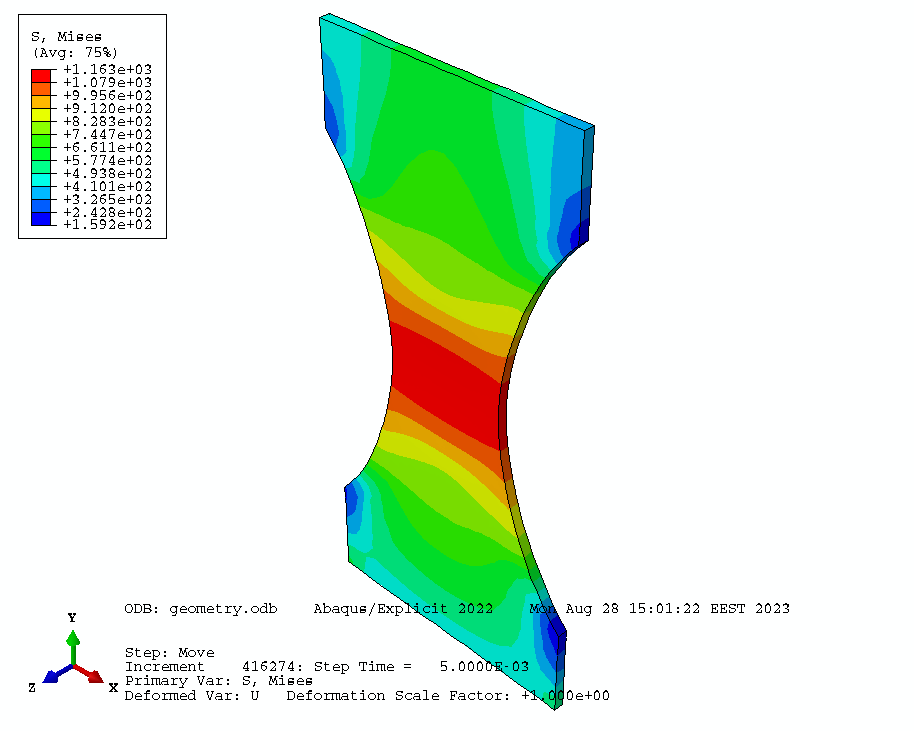 S, Mises
(Avg: 75%)
+1.163e+03
+1.079e+03
+9.956e+02
+9.120e+02
+8.283e+02
+7.447e+02
+6.611e+02
+5.774e+02
+4.938e+02
+4.101e+02
+3.265e+02
+2.428e+02
+1.592e+02
ODB: geometry.odb    Abaqus/Explicit 2022    Mon Aug 28 15:01:22 EEST 2023
Y
Z
X
Step: Move
Increment    416274: Step Time =   5.0000E-03
Primary Var: S, Mises
Deformed Var: U   Deformation Scale Factor: +1.000e+00